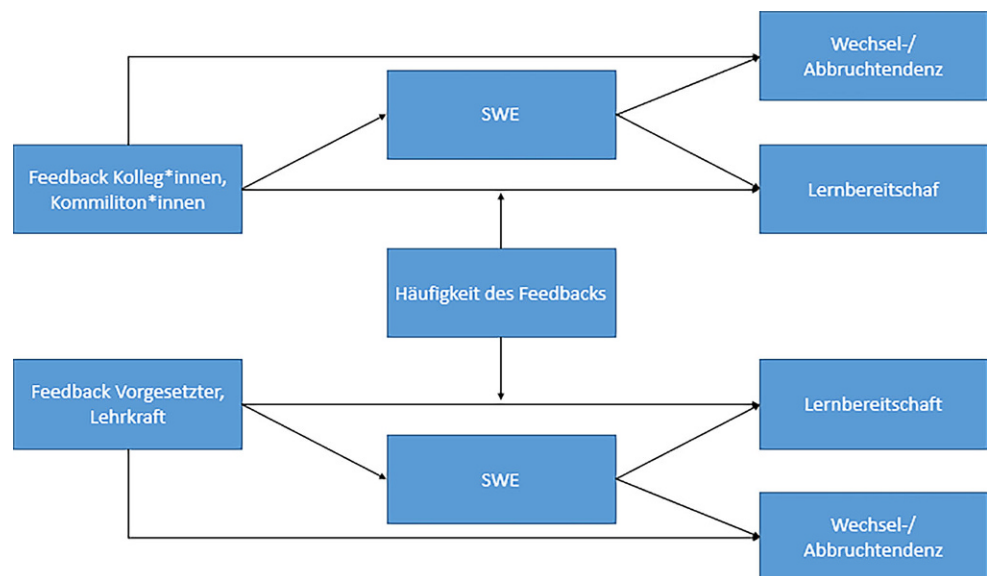 Wechsel-/
Abbruchtendenz
SWE
Feedback Kolleg*innen,
Kommiliton*innen
Lernbereitschaf
Häufigkeit des Feedbacks
Feedback Vorgesetzter,
Lehrkraft
Lernbereitschaft
SWE
Wechsel-/
Abbruchtendenz